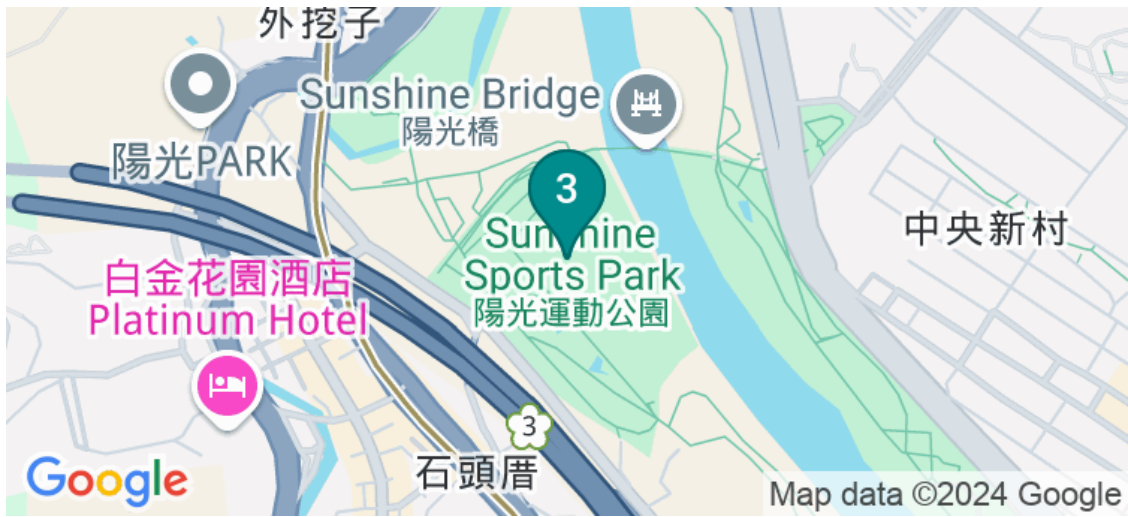 外挖子
Sunshine Bridge
陽光橋
陽光PARK
3
Sunshine
Sports Park
陽光運動公園
中央新村
白金花園酒店
Platinum Hotel
3
石頭厝
Google
Map data ©2024 Google